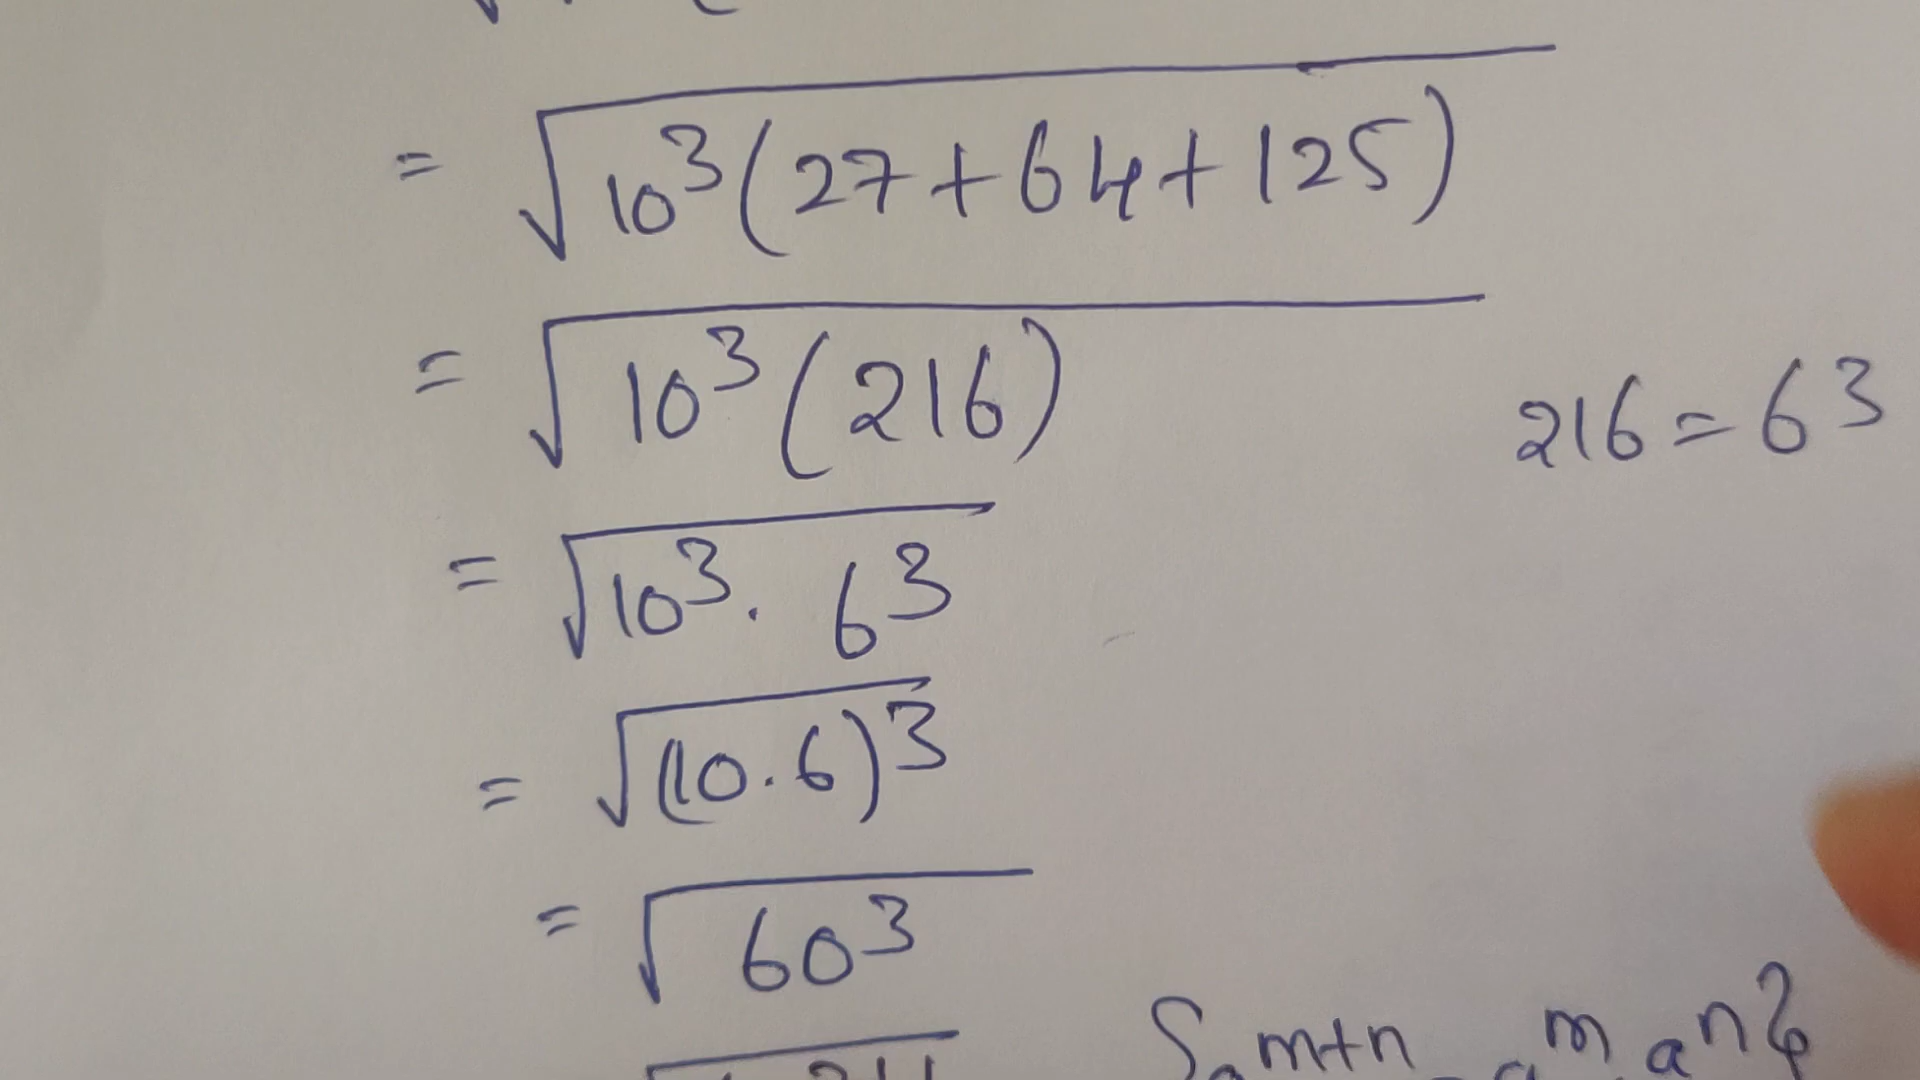 = √10³(27+64+125)
= √10³(216)
216 = 6³
= √10³. 6³
= √(10.6)³
= √60³
{a^m+n = a^m.a^n}